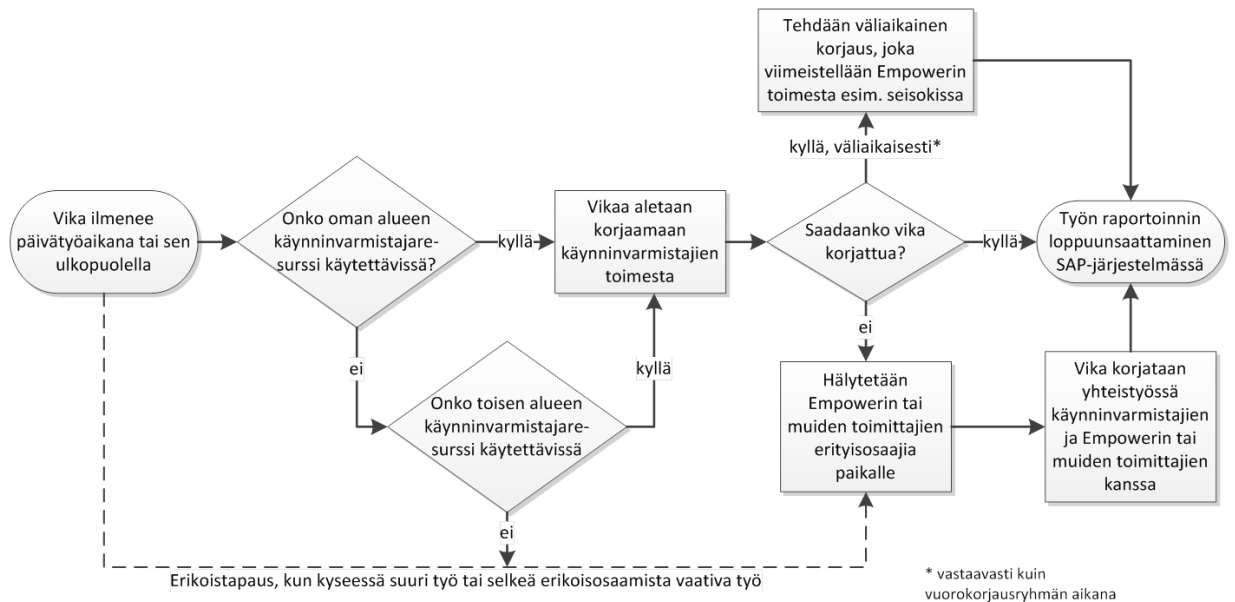 Vika ilmenee
päivätyöaikana tai sen
ulkopuolella
Onko oman alueen
käynninvarmistajare-
surssi käytettävissä?
kyllä
ei
Onko toisen alueen
käynninvarmistajare-
surssi käytettävissä
kyllä
ei
Vikaa aletaan
korjaamaan
käynninvarmistajien
toimesta
Saadaanko vika
korjattua?
kyllä, väliaikaisesti*
Tehdään väliaikainen
korjaus, joka
viimeistellään Empowerin
toimesta esim. seisokissa
kyllä
ei
Hälytetään
Empowerin tai
muiden toimittajien
erityisosaajia
paikalle
Vika korjataan
yhteistyössä
käynninvarmistajien
ja Empowerin tai
muiden toimittajien
kanssa
Työn raportoinnin
loppuunsaattaminen
SAP-järjestelmässä
Erikoistapaus, kun kyseessä suuri työ tai selkeä erikoisosaamista vaativa työ
* vastaavasti kuin
vuorokorjausryhmän aikana